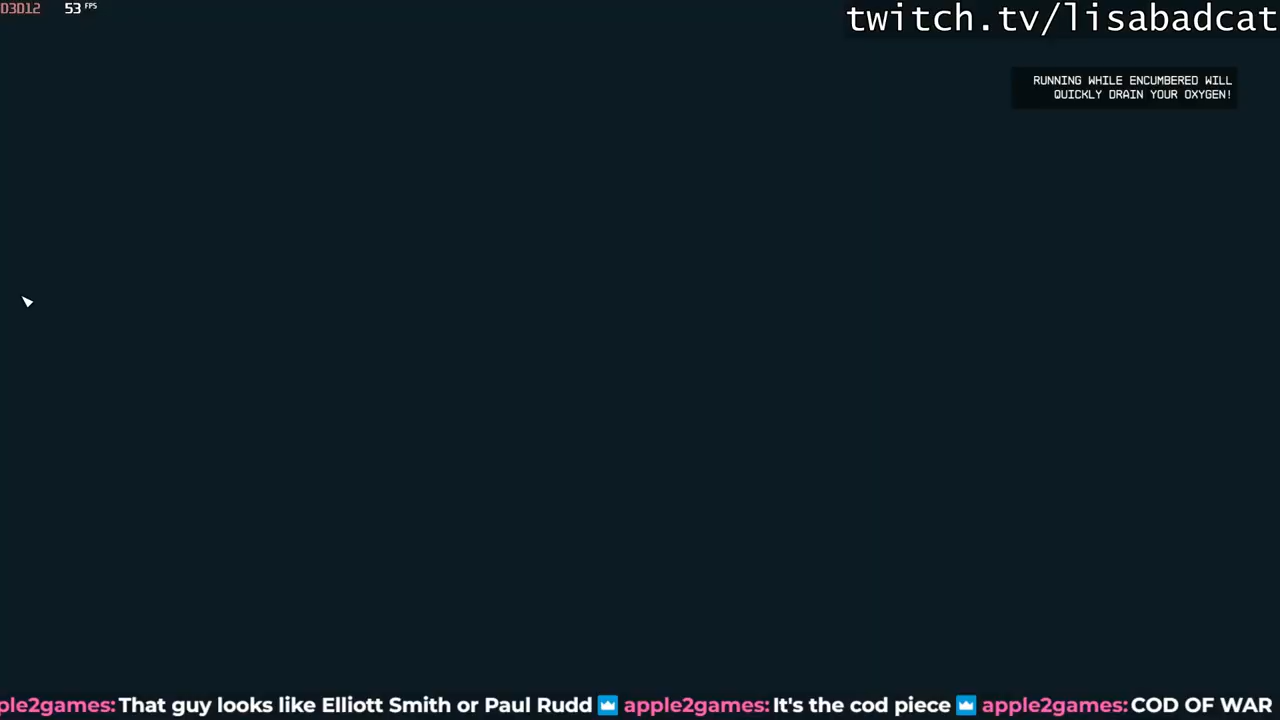 D3D12 53 FPS
twitch.tv/lisabadcat
RUNNING WHILE ENCUMBERED WILL
QUICKLY DRAIN YOUR OXYGEN!
ple2games: That guy looks like Elliott Smith or Paul Rudd apple2games: It's the cod piece apple2games: COD OF WAR